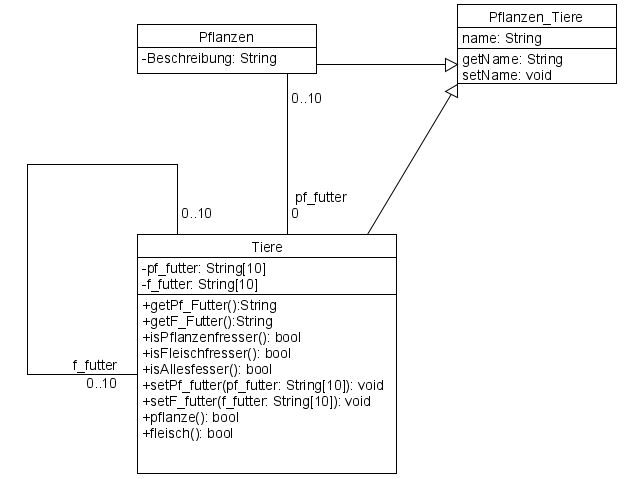 Pflanzen_Tiere
name: String
getName: String
setName: void
Pflanzen
-Beschreibung: String
0..10
pf_futter
0
0..10
f_futter
0..10
Tiere
-pf_futter: String[10]
-f_futter: String[10]
+getPf_Futter():String
+getF_Futter():String
+isPflanzenfresser(): bool
+isFleischfresser(): bool
+isAllesfesser(): bool
+setPf_futter(pf_futter: String[10]): void
+setF_futter(f_futter: String[10]): void
+pflanze(): bool
+fleisch(): bool